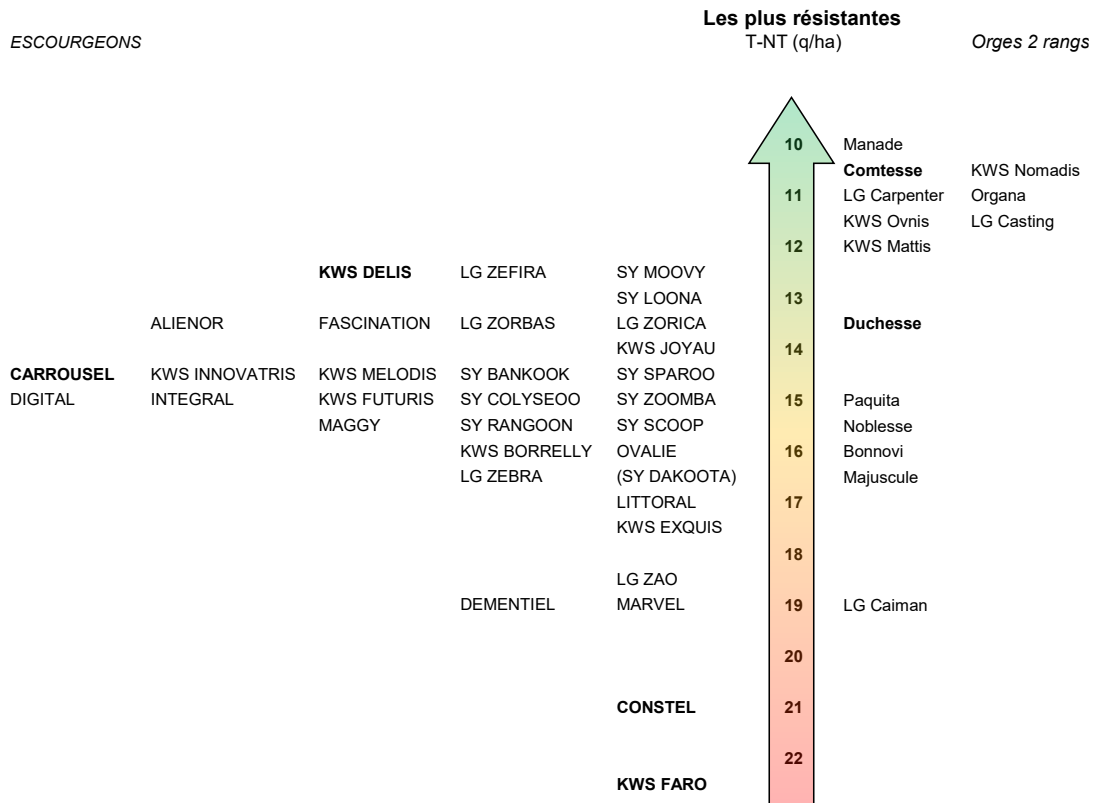 Les plus résistantes
ESCOURGEONS T-NT (q/ha) Orges 2 rangs
10 Manade
Comtesse KWS Nomadis
11 LG Carpenter Organa
KWS Ovnis LG Casting
12 KWS Mattis
KWS DELIS LG ZEFIRA SY MOOVY
SY LOONA 13
ALIENOR FASCINATION LG ZORBAS LG ZORICA Duchesse
KWS JOYAU 14
CARROUSEL KWS INNOVATRIS KWS MELODIS SY BANKOOK SY SPAROO
DIGITAL INTEGRAL KWS FUTURIS SY COLYSEOO SY ZOOMBA 15 Paquita
MAGGY SY RANGOON SY SCOOP Noblesse
KWS BORRELLY OVALIE 16 Bonnovi
LG ZEBRA (SY DAKOOTA) Majuscule
LITTORAL 17
KWS EXQUIS
18
LG ZAO
DEMENTIEL MARVEL 19 LG Caiman
20
CONSTEL 21
22
KWS FARO